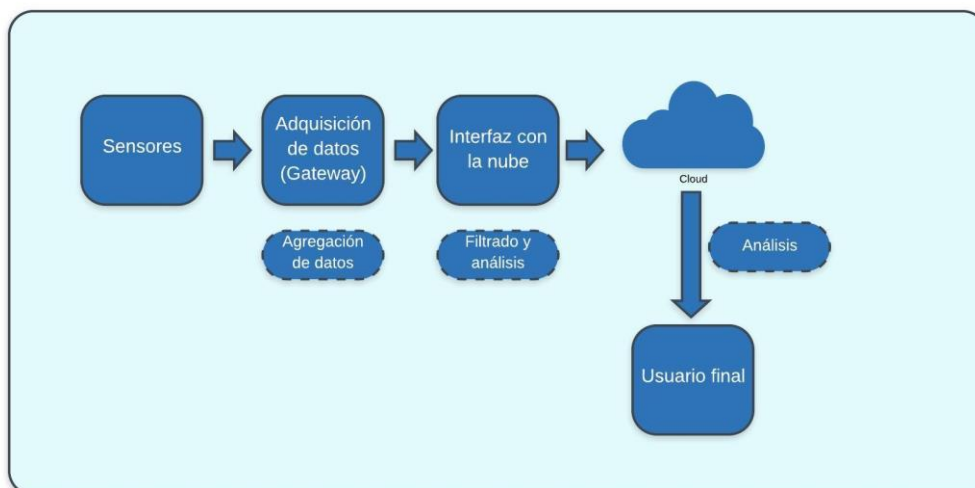 Sensores
Adquisición
de datos
(Gateway)
Interfaz con
la nube
Cloud
Agregación
de datos
Filtrado y
análisis
Análisis
Usuario final